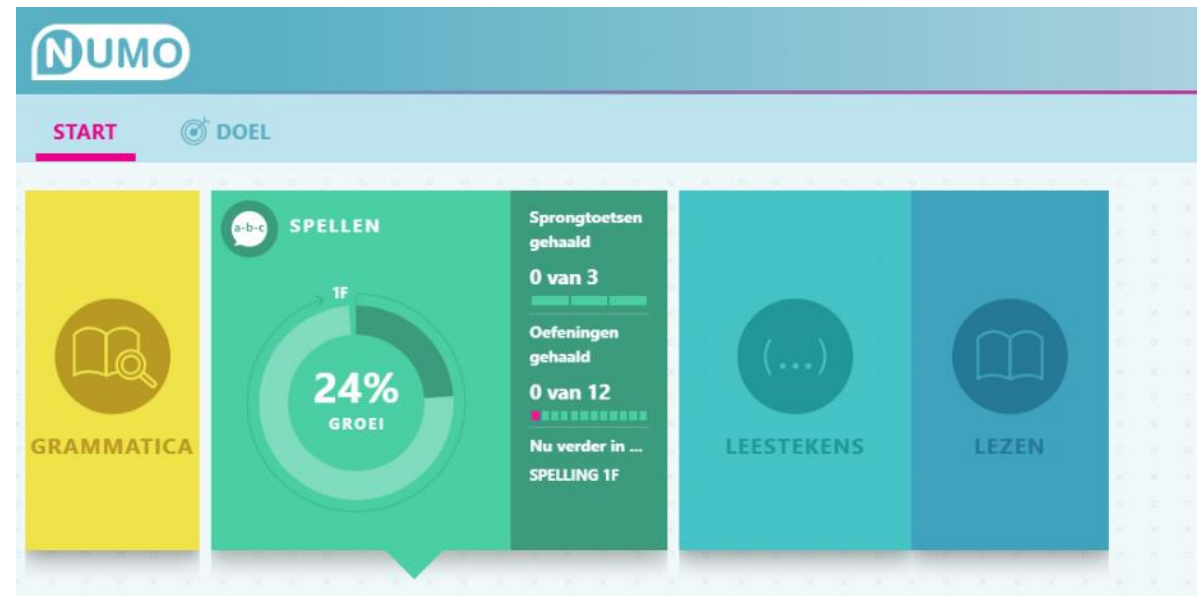 NUMO
START
DOEL
GRAMMATICA
a-b-c
SPELLEN
1F
24%
GROEI
Sprongtoetsen
gehaald
0 van 3
Oefeningen
gehaald
0 van 12
Nu verder in ...
SPELLING 1F
(...)
LEESTEKENS
LEZEN